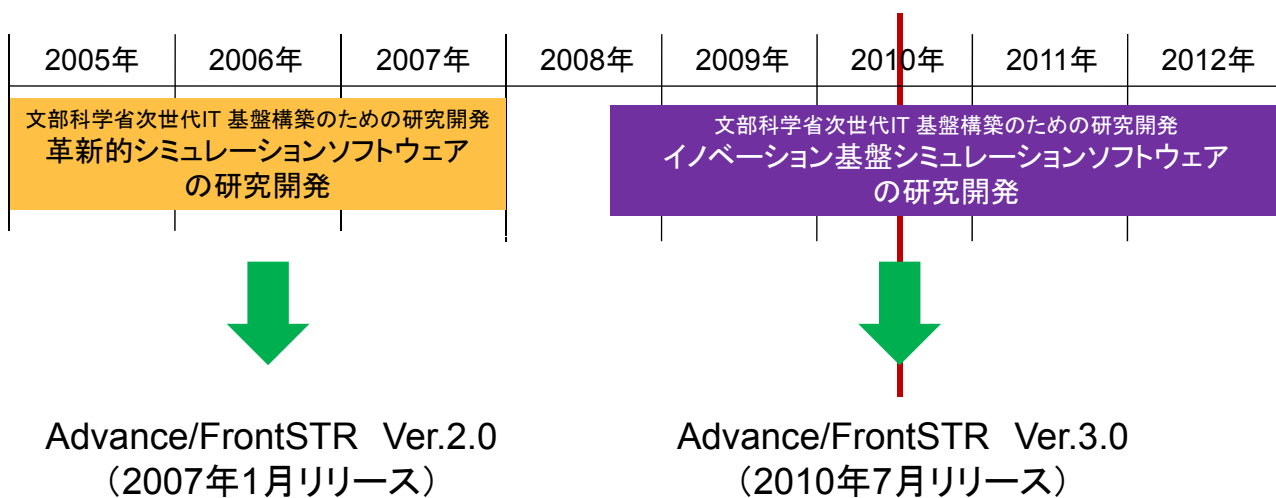 2005年 2006年 2007年 2008年 2009年 2010年 2011年 2012年
文部科学省次世代IT 基盤構築のための研究開発
革新的シミュレーションソフトウェア
の研究開発
文部科学省次世代IT 基盤構築のための研究開発
イノベーション基盤シミュレーションソフトウェア
の研究開発
Advance/FrontSTR Ver.2.0
（2007年1月リリース）
Advance/FrontSTR Ver.3.0
（2010年7月リリース）